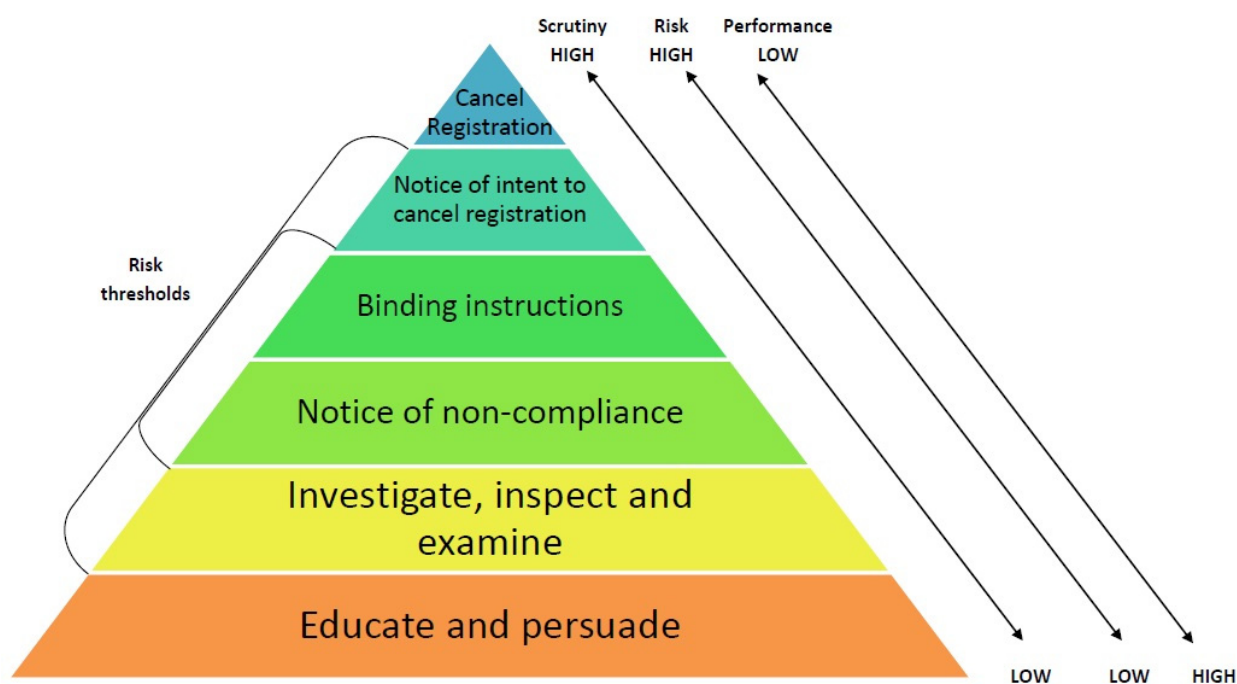 Scrutiny Risk Performance
HIGH HIGH LOW
Cancel
Registration
Notice of intent to
cancel registration
Risk
thresholds
Binding instructions
Notice of non-compliance
Investigate, inspect and
examine
Educate and persuade
LOW LOW HIGH